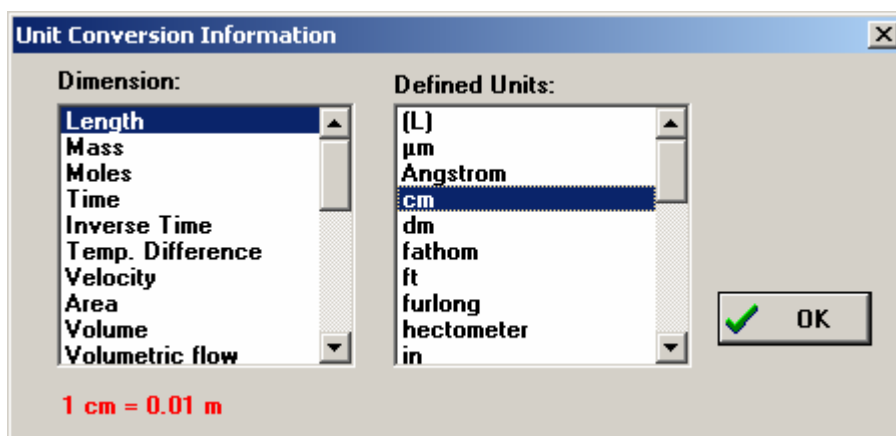 Unit Conversion Information
Dimension:
Length
Mass
Moles
Time
Inverse Time
Temp. Difference
Velocity
Area
Volume
Volumetric flow
Defined Units:
(L)
µm
Angstrom
cm
dm
fathom
ft
furlong
hectometer
in
OK
1 cm = 0.01 m